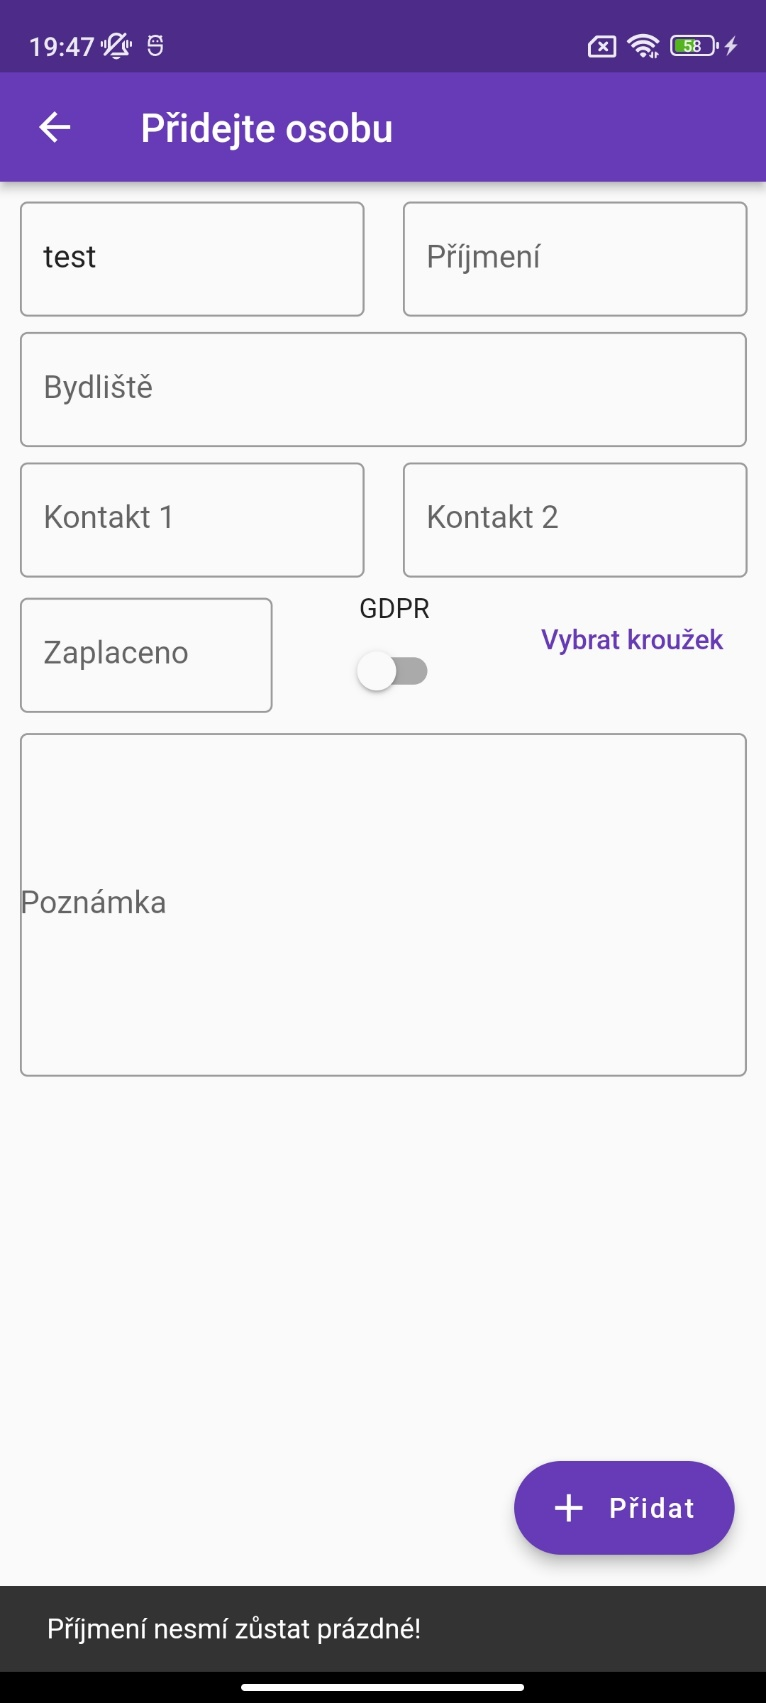 19:47
58
Přidejte osobu
test
Příjmení
Bydliště
Kontakt 1
Kontakt 2
Zaplaceno
GDPR
Vybrat kroužek
Poznámka
Přidat
Příjmení nesmí zůstat prázdné!